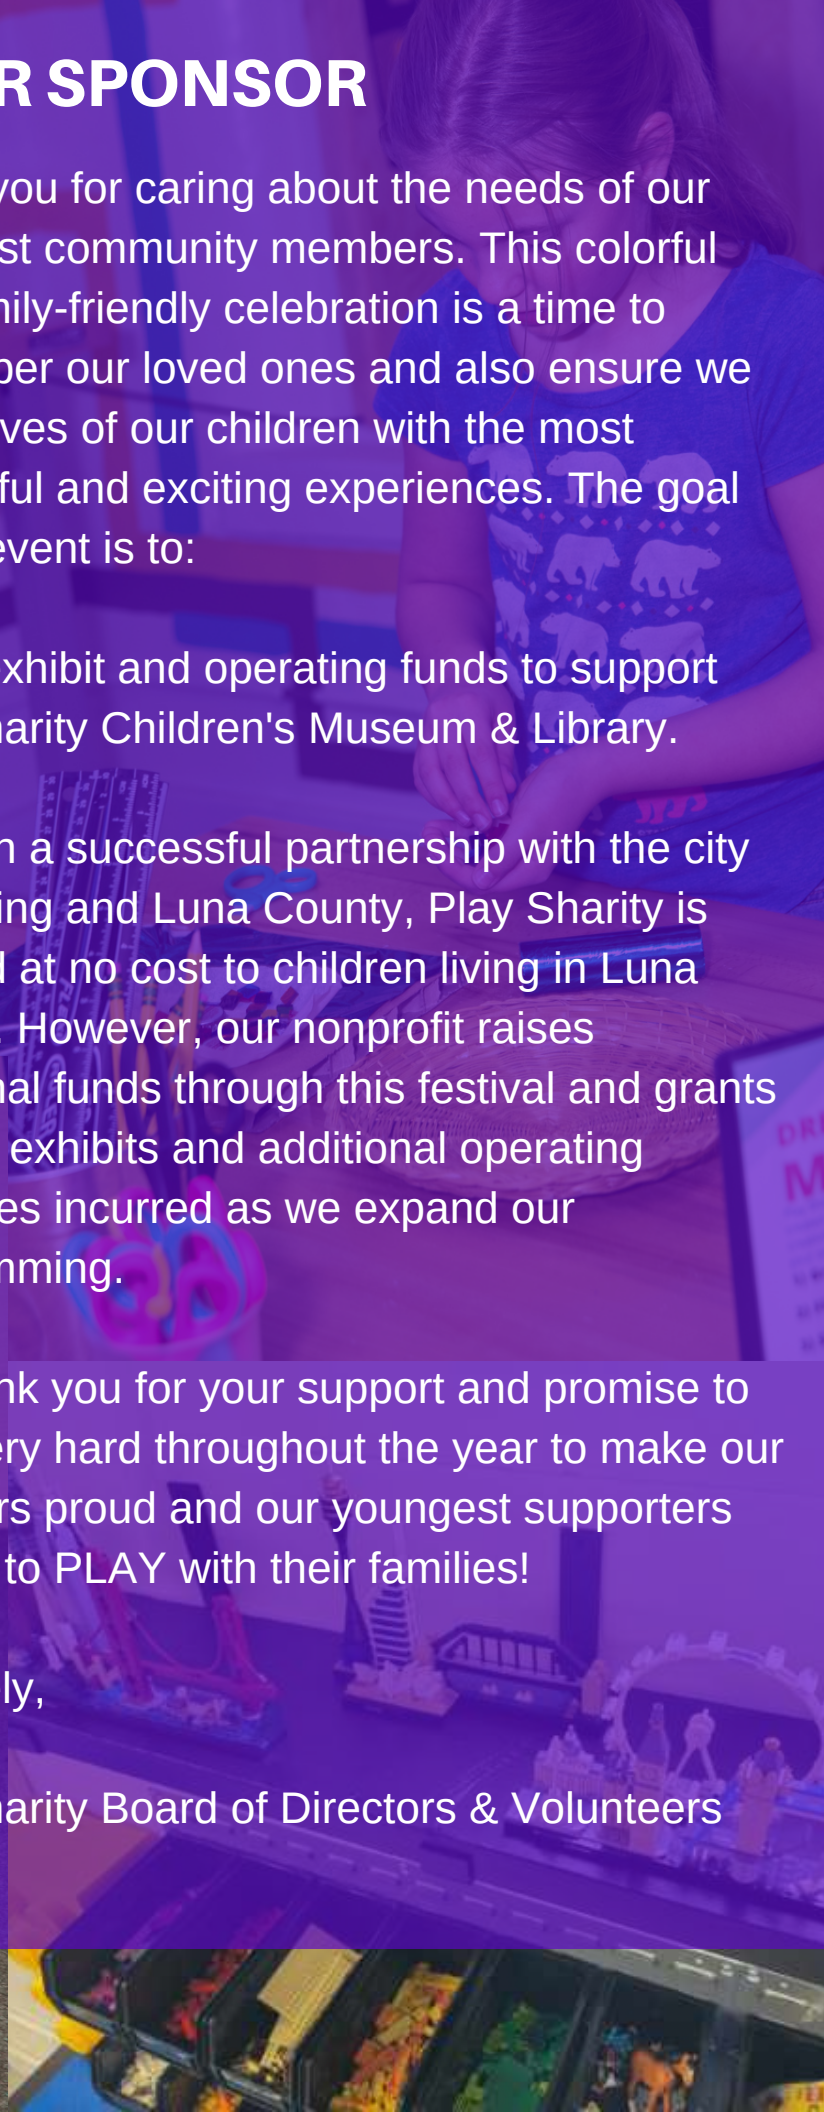 R SPONSOR
you for caring about the needs of our
st community members. This colorful
mily-friendly celebration is a time to
ber our loved ones and also ensure we
ves of our children with the most
ful and exciting experiences. The goal
event is to:
xhibit and operating funds to support
harity Children's Museum & Library.
n a successful partnership with the city
ing and Luna County, Play Sharity is
d at no cost to children living in Luna
. However, our nonprofit raises
nal funds through this festival and grants
exhibits and additional operating
es incurred as we expand our
mming.
nk you for your support and promise to
ery hard throughout the year to make our
rs proud and our youngest supporters
to PLAY with their families!
ly,
harity Board of Directors & Volunteers